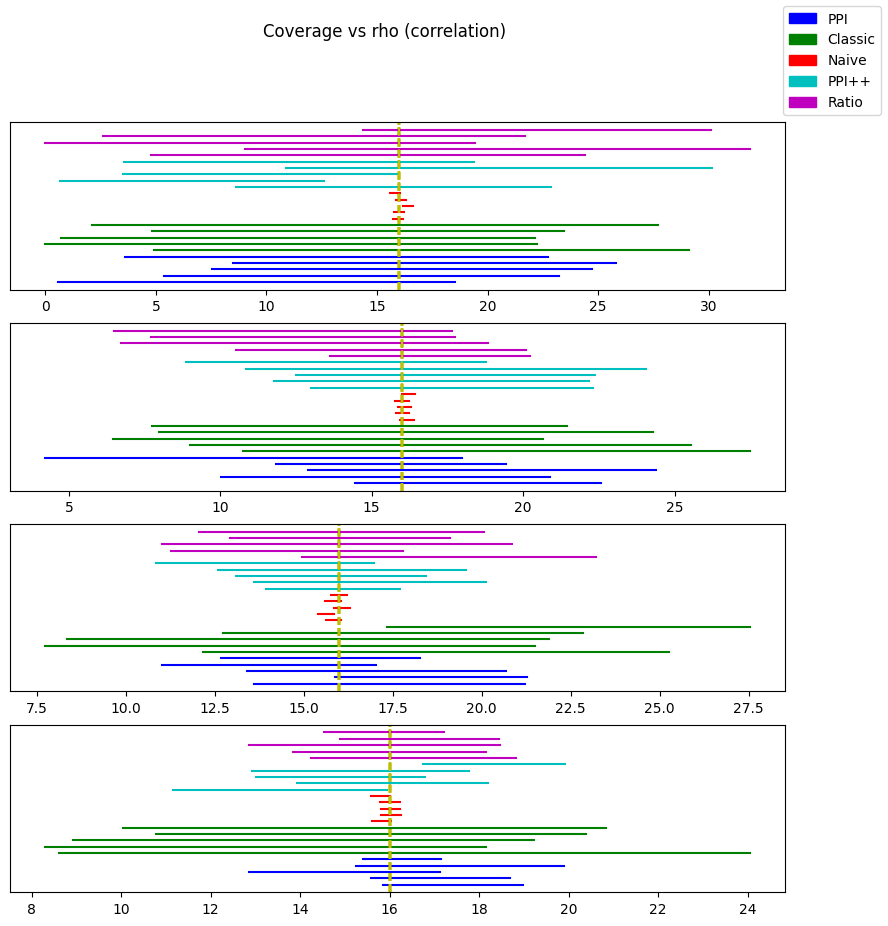 Coverage vs rho (correlation)
PPI
Classic
Naive
PPI++
Ratio
0 5 10 15 20 25 30
5 10 15 20 25
7.5 10.0 12.5 15.0 17.5 20.0 22.5 25.0 27.5
8 10 12 14 16 18 20 22 24